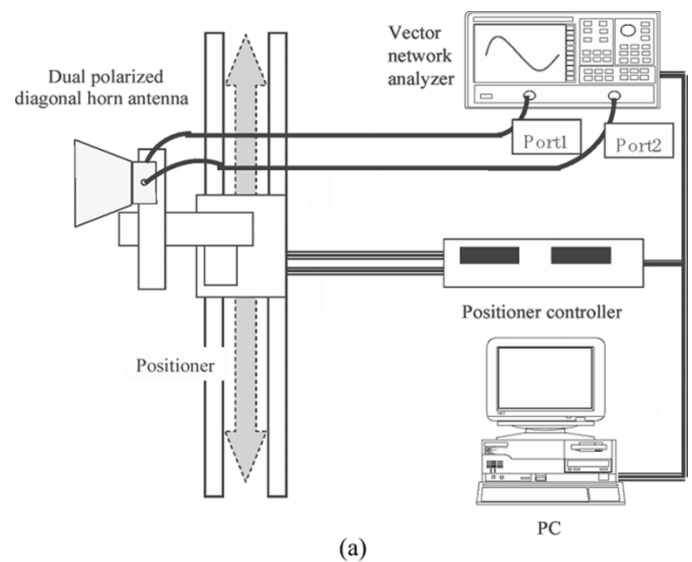 Vector
network
analyzer
Dual polarized
diagonal horn antenna
Port1
Port2
Positioner controller
Positioner
PC
(a)